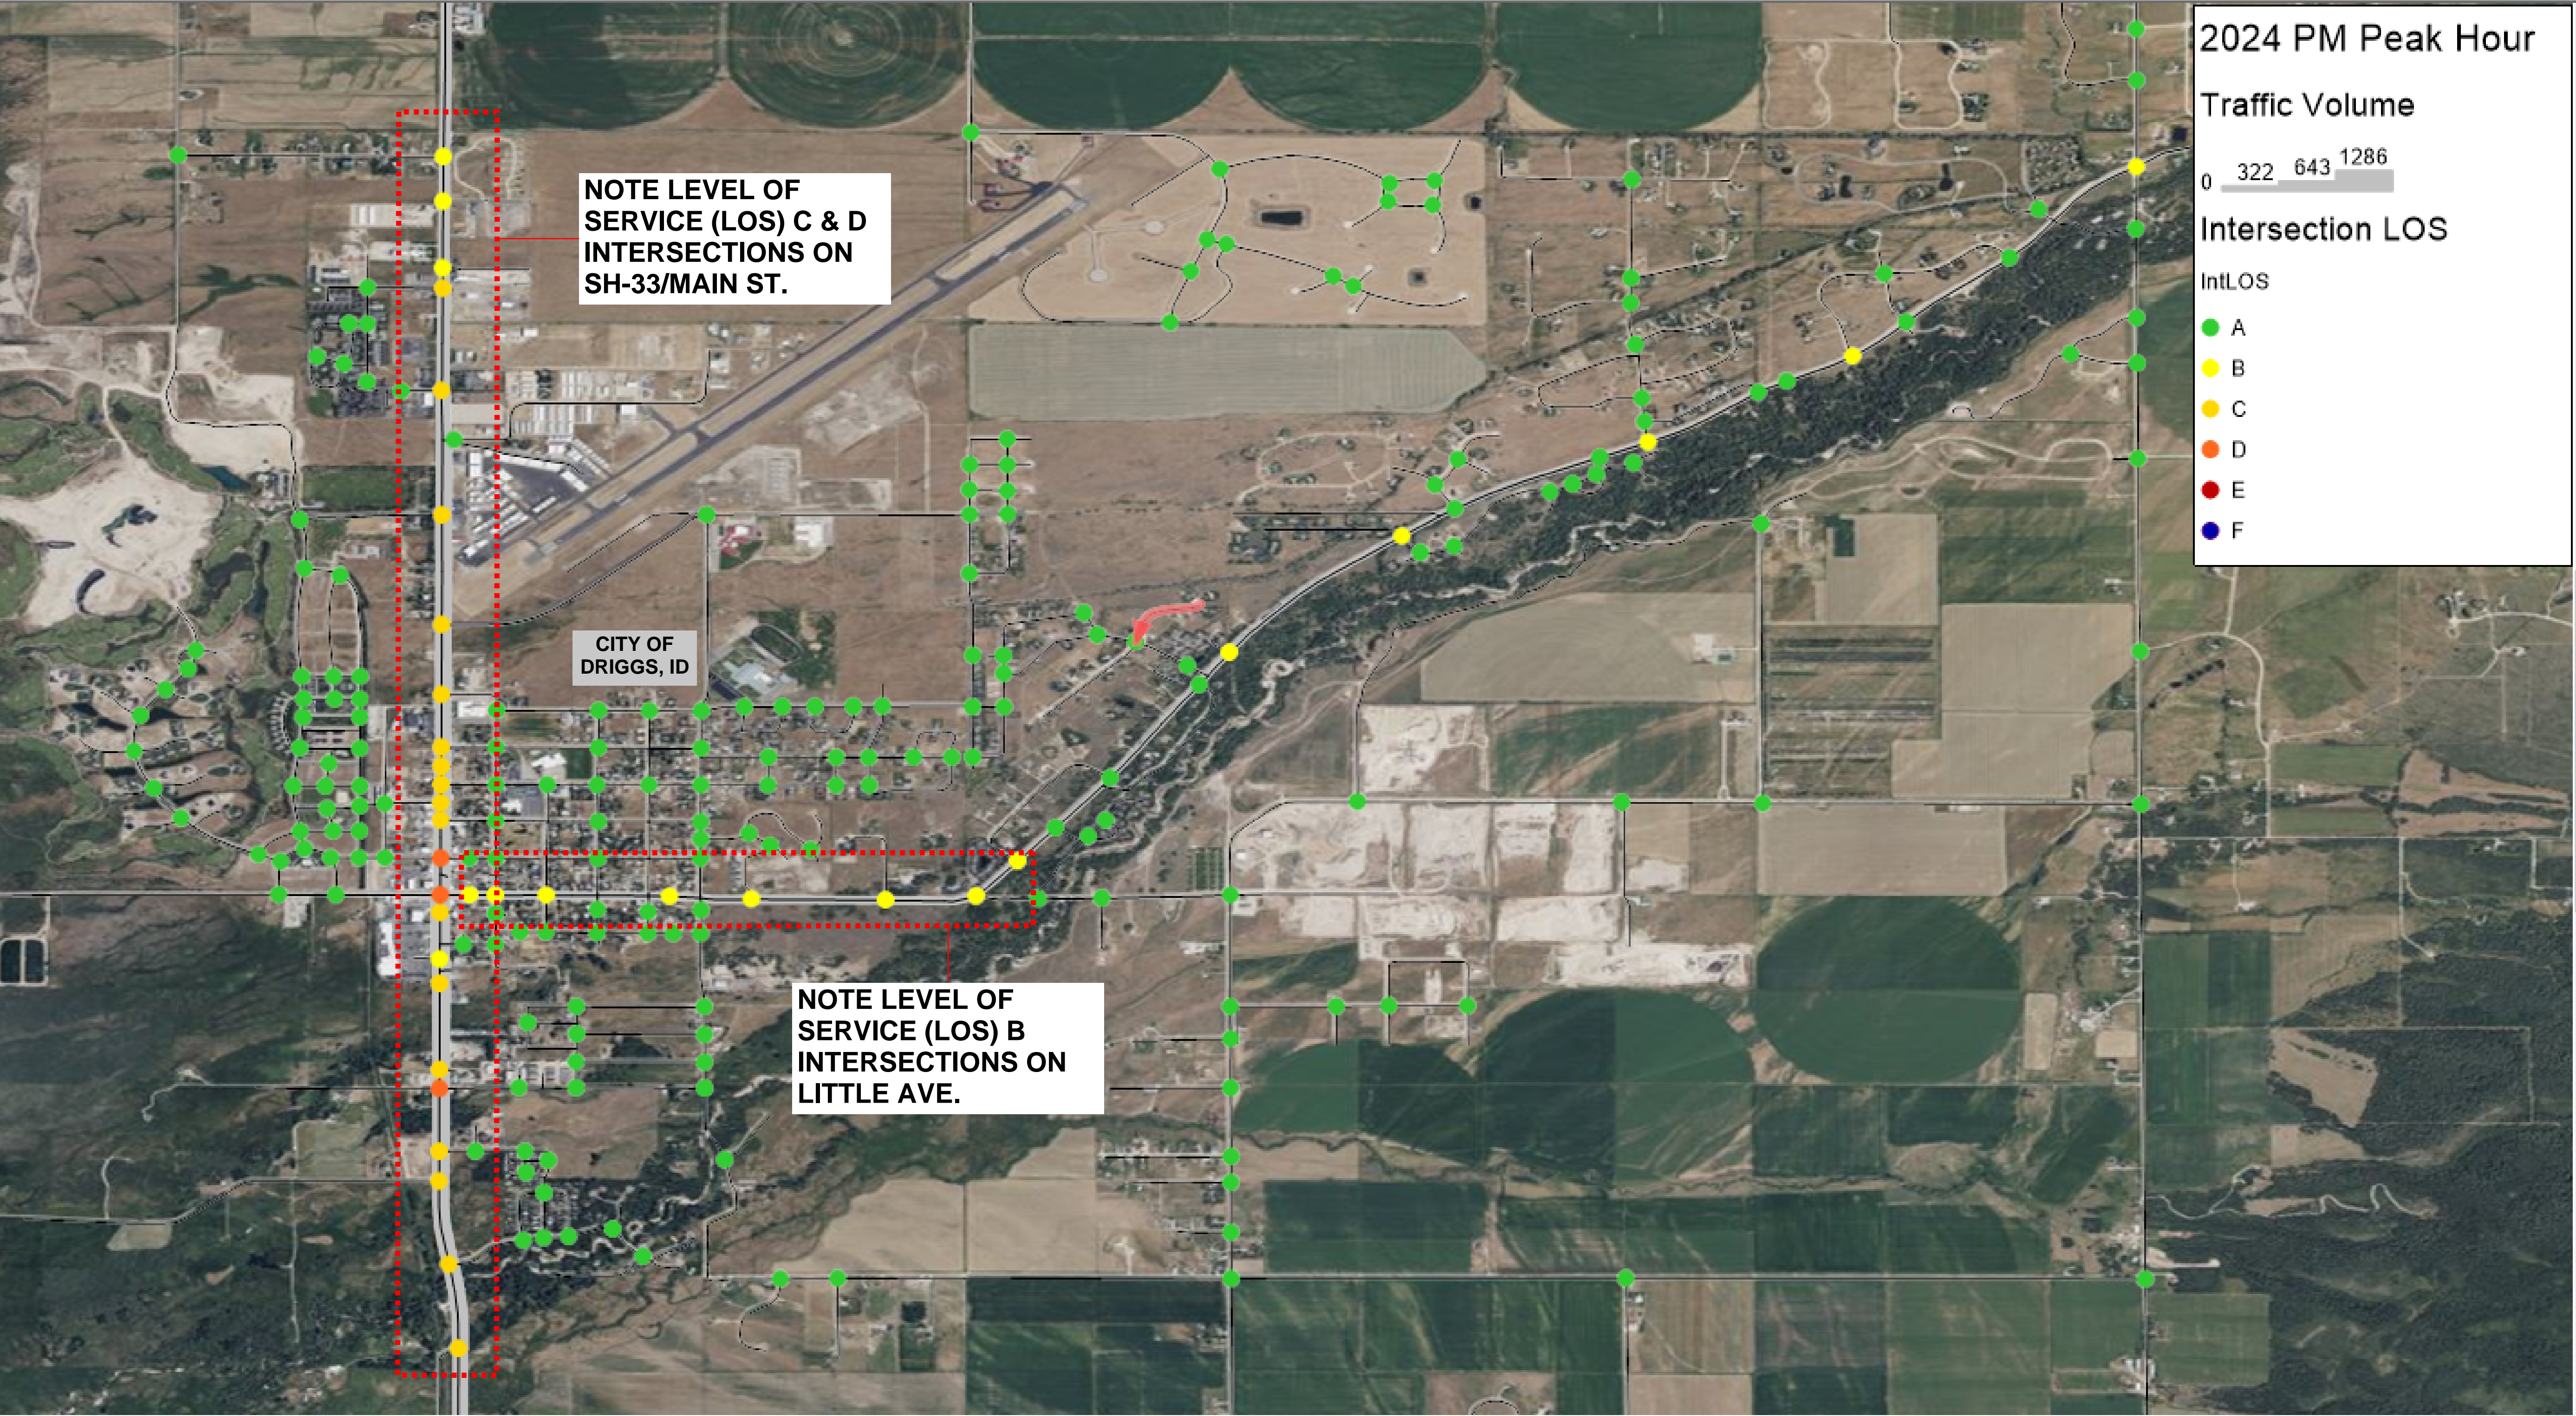 2024 PM Peak Hour
Traffic Volume
0 322 643 1286
Intersection LOS
IntLOS
A
B
C
D
E
F
NOTE LEVEL OF
SERVICE (LOS) C & D
INTERSECTIONS ON
SH-33/MAIN ST.
CITY OF
DRIGGS, ID
NOTE LEVEL OF
SERVICE (LOS) B
INTERSECTIONS ON
LITTLE AVE.